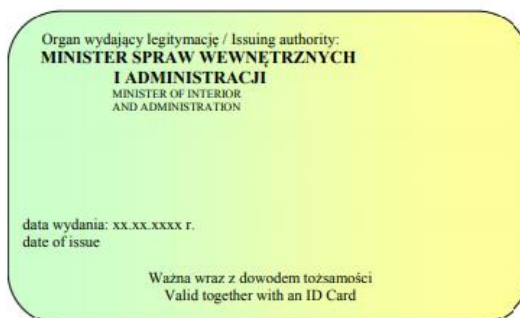 Organ wydający legitymację / Issuing authority:
MINISTER SPRAW WEWNĘTRZNYCH
I ADMINISTRACJI
MINISTER OF INTERIOR
AND ADMINISTRATION
data wydania: xx.xx.xxxx r.
date of issue
Ważna wraz z dowodem tożsamości
Valid together with an ID Card